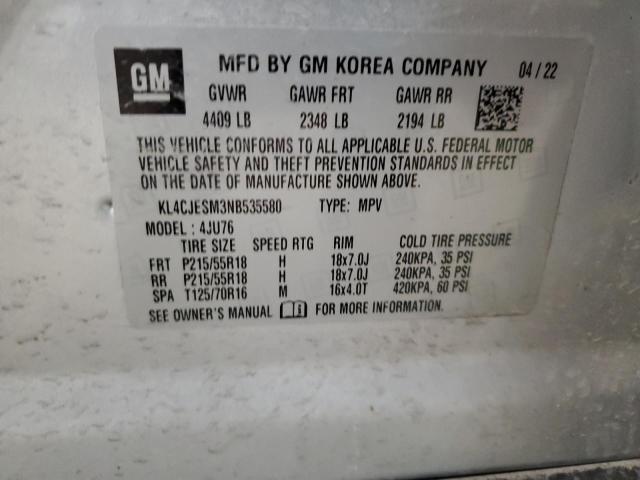 GM
MFD BY GM KOREA COMPANY 04/22
GVWR GAWR FRT GAWR RR
4409 LB 2348 LB 2194 LB
THIS VEHICLE CONFORMS TO ALL APPLICABLE U.S. FEDERAL MOTOR
VEHICLE SAFETY AND THEFT PREVENTION STANDARDS IN EFFECT
ON THE DATE OF MANUFACTURE SHOWN ABOVE.
KL4CJESM3NB535580 TYPE: MPV
MODEL: 4JU76
TIRE SIZE SPEED RTG RIM COLD TIRE PRESSURE
FRT P215/55R18 H 18x7.0J 240KPA, 35 PSI
RR P215/55R18 H 18x7.0J 240KPA, 35 PSI
SPA T125/70R16 M 16x4.0T 420KPA, 60 PSI
SEE OWNER'S MANUAL FOR MORE INFORMATION.